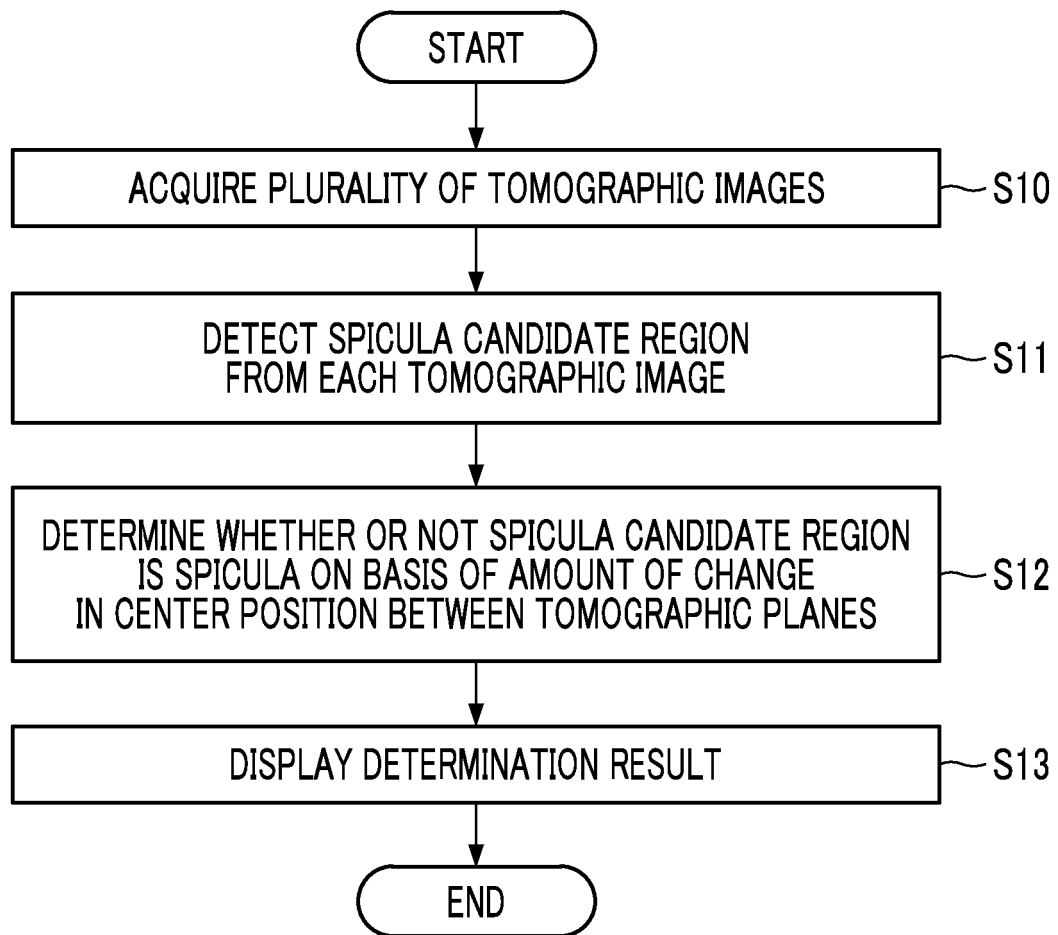 START
ACQUIRE PLURALITY OF TOMOGRAPHIC IMAGES
S10
DETECT SPICULA CANDIDATE REGION
FROM EACH TOMOGRAPHIC IMAGE
S11
DETERMINE WHETHER OR NOT SPICULA CANDIDATE REGION
IS SPICULA ON BASIS OF AMOUNT OF CHANGE
IN CENTER POSITION BETWEEN TOMOGRAPHIC PLANES
S12
DISPLAY DETERMINATION RESULT
S13
END